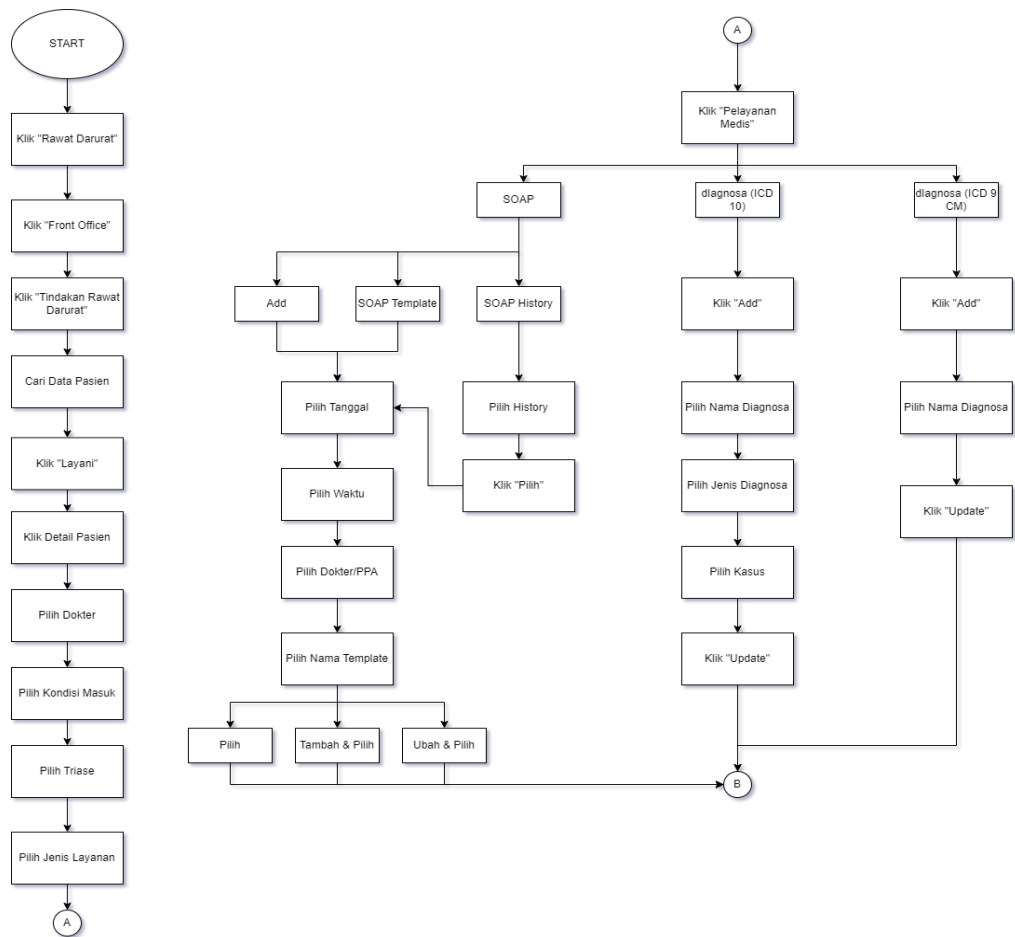 START
Klik "Rawat Darurat"
Klik "Front Office"
Klik "Tindakan Rawat
Darurat"
Cari Data Pasien
Klik "Layani"
Klik Detail Pasien
Pilih Dokter
Pilih Kondisi Masuk
Pilih Triase
Pilih Jenis Layanan
A
A
Klik "Pelayanan
Medis"
SOAP
dIagnosa (ICD
10)
dIagnosa (ICD 9
CM)
Add
SOAP Template
SOAP History
Klik "Add"
Klik "Add"
Pilih Tanggal
Pilih History
Pilih Nama Diagnosa
Pilih Nama Diagnosa
Pilih Waktu
Klik "Pilih"
Pilih Jenis Diagnosa
Klik "Update"
Pilih Dokter/PPA
Pilih Kasus
Pilih Nama Template
Klik "Update"
Pilih
Tambah & Pilih
Ubah & Pilih
B